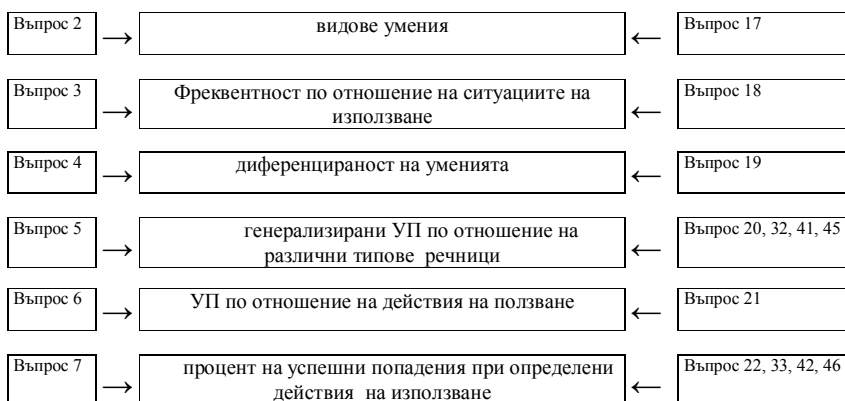 Въпрос 2
видове умения
Въпрос 17
Въпрос 3
Фреквентност по отношение на ситуациите на
използване
Въпрос 18
Въпрос 4
диференцираност на уменията
Въпрос 19
Въпрос 5
генерализирани УП по отношение на
различни типове речници
Въпрос 20, 32, 41, 45
Въпрос 6
УП по отношение на действия на ползване
Въпрос 21
Въпрос 7
процент на успешни попадения при определени
действия на използване
Въпрос 22, 33, 42, 46